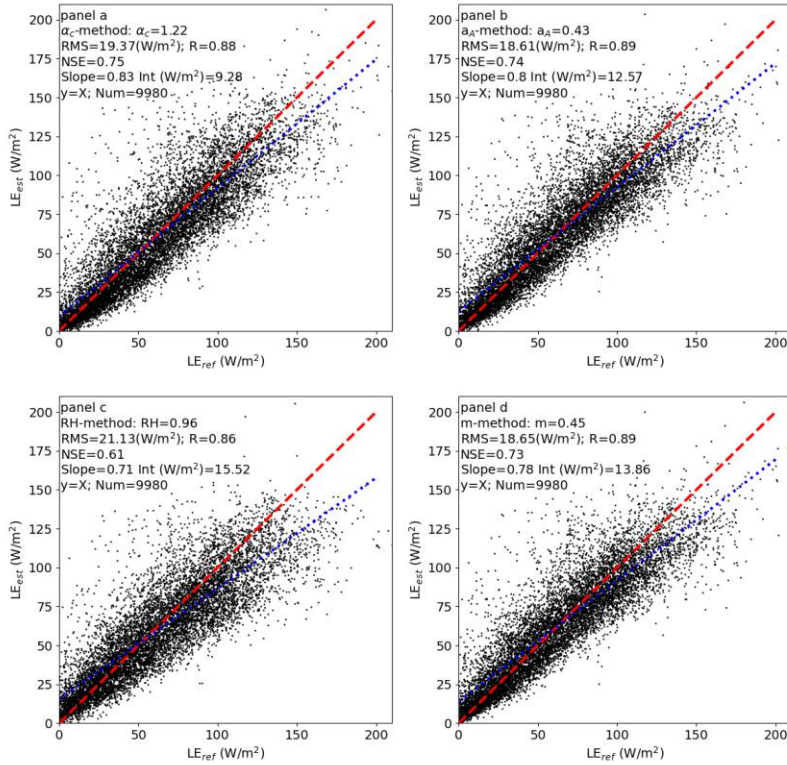 panel a
α_c-method: α_c=1.22
RMS=19.37(W/m²); R=0.88
NSE=0.75
Slope=0.83 Int (W/m²)=9.28
y=X; Num=9980
200
175
150
125
100
75
50
25
0
LE_est (W/m²)
0 50 100 150 200
LE_ref (W/m²)
panel b
a_A-method: a_A=0.43
RMS=18.61(W/m²); R=0.89
NSE=0.74
Slope=0.8 Int (W/m²)=12.57
y=X; Num=9980
200
175
150
125
100
75
50
25
0
LE_est (W/m²)
0 50 100 150 200
LE_ref (W/m²)
panel c
RH-method: RH=0.96
RMS=21.13(W/m²); R=0.86
NSE=0.61
Slope=0.71 Int (W/m²)=15.52
y=X; Num=9980
200
175
150
125
100
75
50
25
0
LE_est (W/m²)
0 50 100 150 200
LE_ref (W/m²)
panel d
m-method: m=0.45
RMS=18.65(W/m²); R=0.89
NSE=0.73
Slope=0.78 Int (W/m²)=13.86
y=X; Num=9980
200
175
150
125
100
75
50
25
0
LE_est (W/m²)
0 50 100 150 200
LE_ref (W/m²)